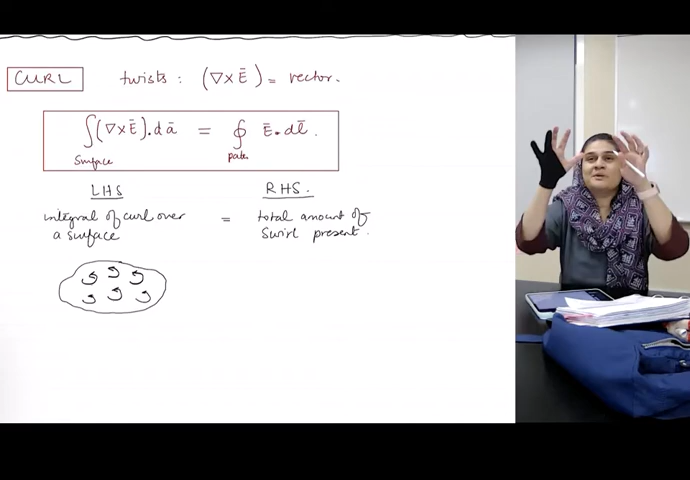 CURL twists : (∇×Ē) = vector.
∫(∇×Ē).dā = ∮ Ē.dl̄.
Surface path
LHS RHS.
integral of curl over = total amount of
a surface swirl present.